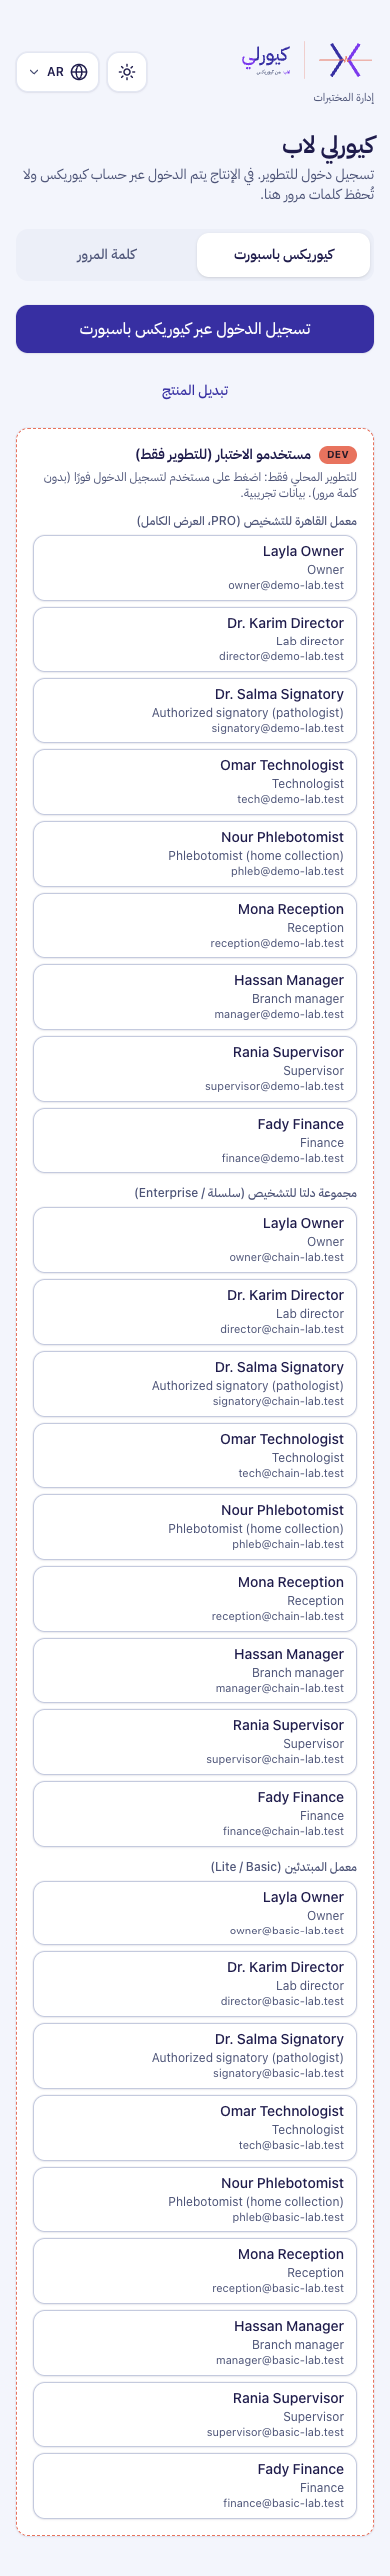 كيورلي
لاب من كيوريكس
AR
إدارة المختبرات
كيورلي لاب
تسجيل دخول للتطوير. في الإنتاج يتم الدخول عبر حساب كيوريكس ولا
تُحفظ كلمات مرور هنا.
كيوريكس باسبورت
كلمة المرور
تسجيل الدخول عبر كيوريكس باسبورت
تبديل المنتج
DEV مستخدمو الاختبار (للتطوير فقط)
للتطوير المحلي فقط: اضغط على مستخدم لتسجيل الدخول فورًا (بدون
كلمة مرور). بيانات تجريبية.
معمل القاهرة للتشخيص (PRO، العرض الكامل)
Layla Owner
Owner
owner@demo-lab.test
Dr. Karim Director
Lab director
director@demo-lab.test
Dr. Salma Signatory
Authorized signatory (pathologist)
signatory@demo-lab.test
Omar Technologist
Technologist
tech@demo-lab.test
Nour Phlebotomist
Phlebotomist (home collection)
phleb@demo-lab.test
Mona Reception
Reception
reception@demo-lab.test
Hassan Manager
Branch manager
manager@demo-lab.test
Rania Supervisor
Supervisor
supervisor@demo-lab.test
Fady Finance
Finance
finance@demo-lab.test
مجموعة دلتا للتشخيص (سلسلة / Enterprise)
Layla Owner
Owner
owner@chain-lab.test
Dr. Karim Director
Lab director
director@chain-lab.test
Dr. Salma Signatory
Authorized signatory (pathologist)
signatory@chain-lab.test
Omar Technologist
Technologist
tech@chain-lab.test
Nour Phlebotomist
Phlebotomist (home collection)
phleb@chain-lab.test
Mona Reception
Reception
reception@chain-lab.test
Hassan Manager
Branch manager
manager@chain-lab.test
Rania Supervisor
Supervisor
supervisor@chain-lab.test
Fady Finance
Finance
finance@chain-lab.test
معمل المبتدئين (Lite / Basic)
Layla Owner
Owner
owner@basic-lab.test
Dr. Karim Director
Lab director
director@basic-lab.test
Dr. Salma Signatory
Authorized signatory (pathologist)
signatory@basic-lab.test
Omar Technologist
Technologist
tech@basic-lab.test
Nour Phlebotomist
Phlebotomist (home collection)
phleb@basic-lab.test
Mona Reception
Reception
reception@basic-lab.test
Hassan Manager
Branch manager
manager@basic-lab.test
Rania Supervisor
Supervisor
supervisor@basic-lab.test
Fady Finance
Finance
finance@basic-lab.test